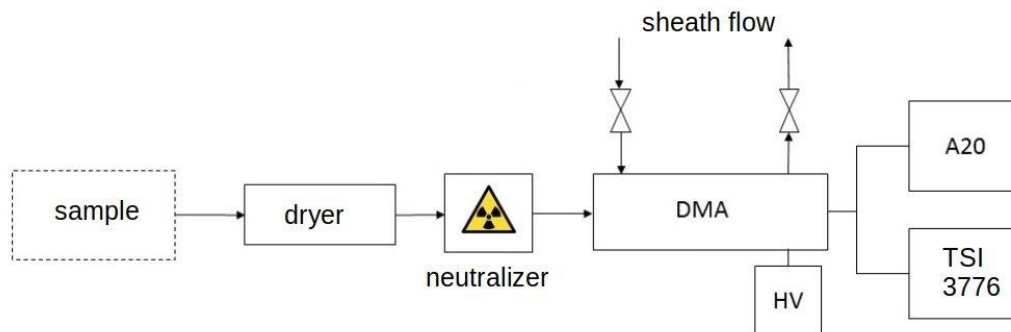 sheath flow
A20
sample
dryer
DMA
neutralizer
HV
TSI
3776